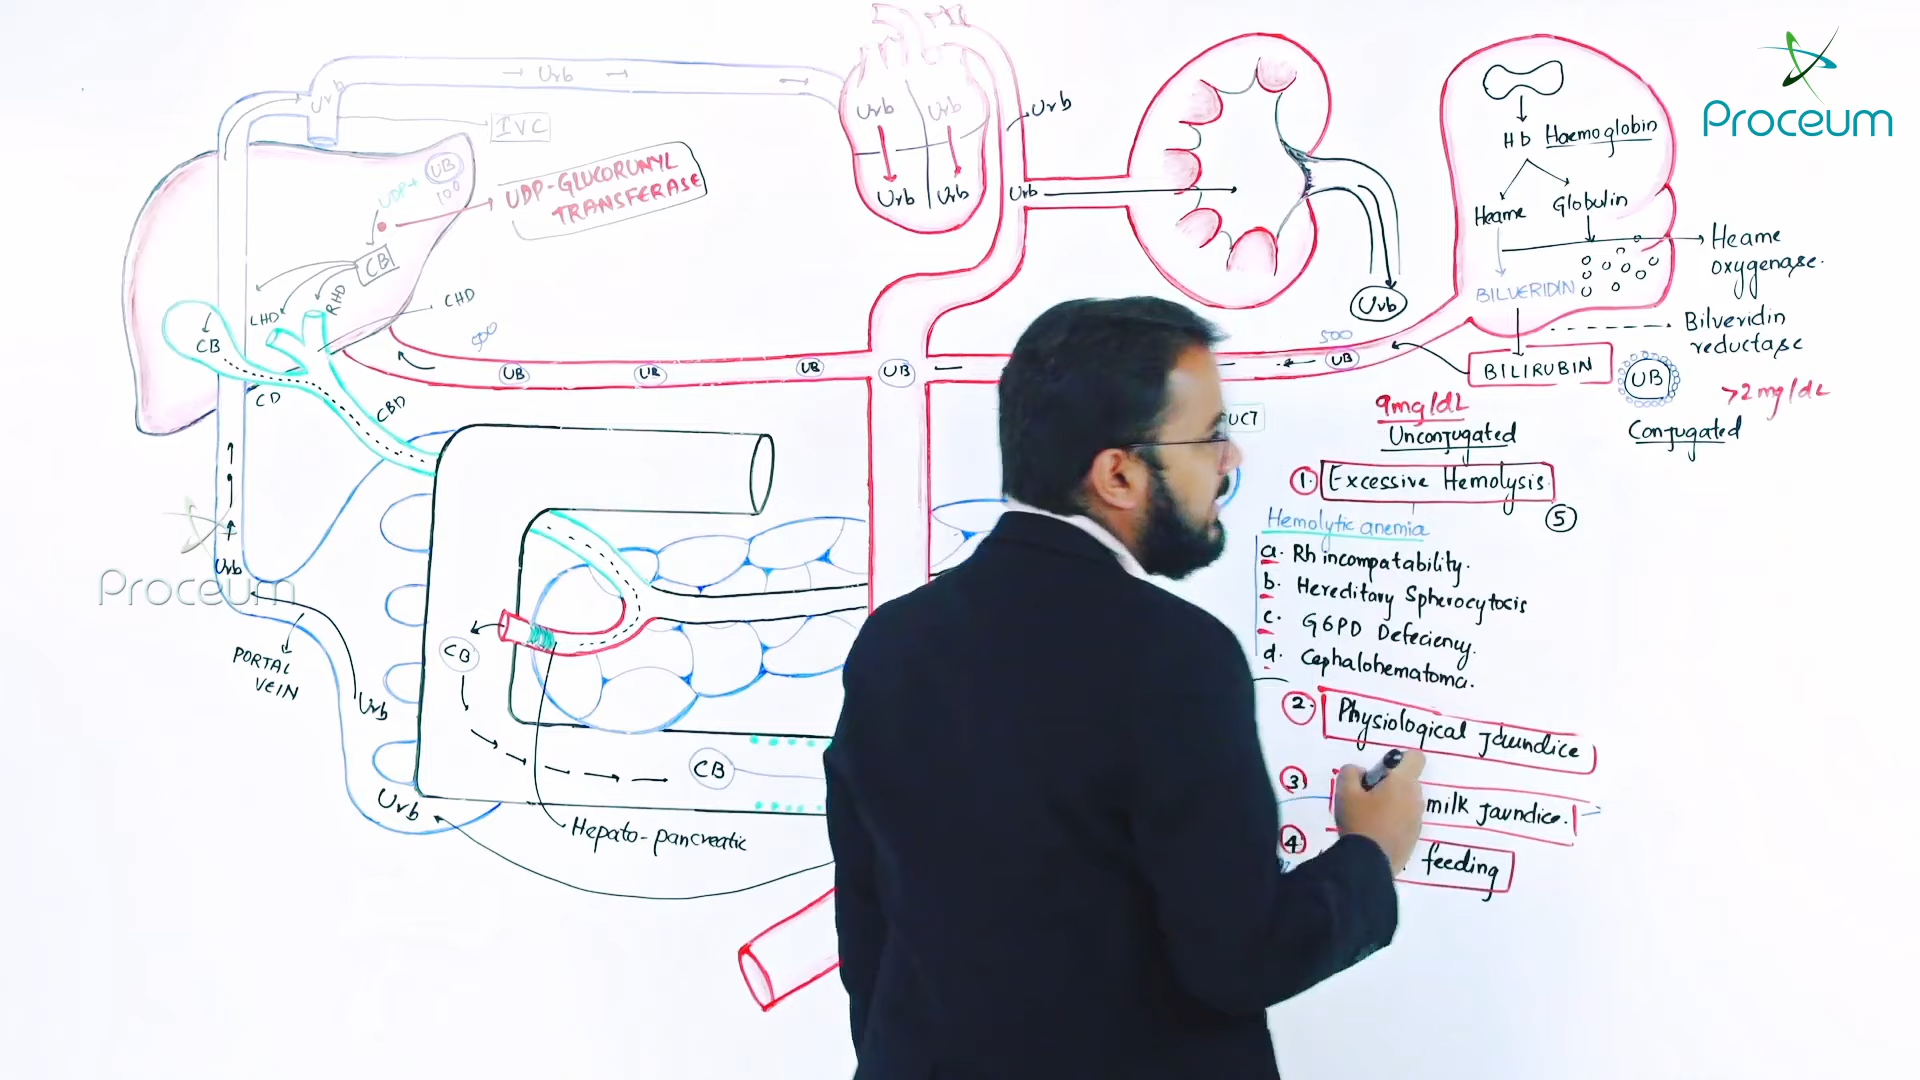 Proceum
Urb
Urb
IVC
UB
100
UDP+
UDP-GLUCORUNYL
TRANSFERASE
CB
RHD
LHD
CHD
CB
CD
CBD
Urb
Urb
Urb
Urb
Urb
Urb
Urb
Hb Haemoglobin
Heame
Globulin
BILVERIDIN
Heame
oxygenase.
Bilveridin
reductase
BILIRUBIN
UB
>2mg/dL
Conjugated
500
UB
UB
UB
UB
UB
9mg/dL
Unconjugated
1. Excessive Hemolysis
5
Hemolytic anemia
a. Rh incompatability.
b. Hereditary Spherocytosis
c. G6PD Defeciency.
d. Cephalohematoma.
2. Physiological Jaundice
3) milk Jaundice.
4 feeding
Urb
Proceum
PORTAL
VEIN
Urb
Urb
CB
CB
Hepato-pancreatic